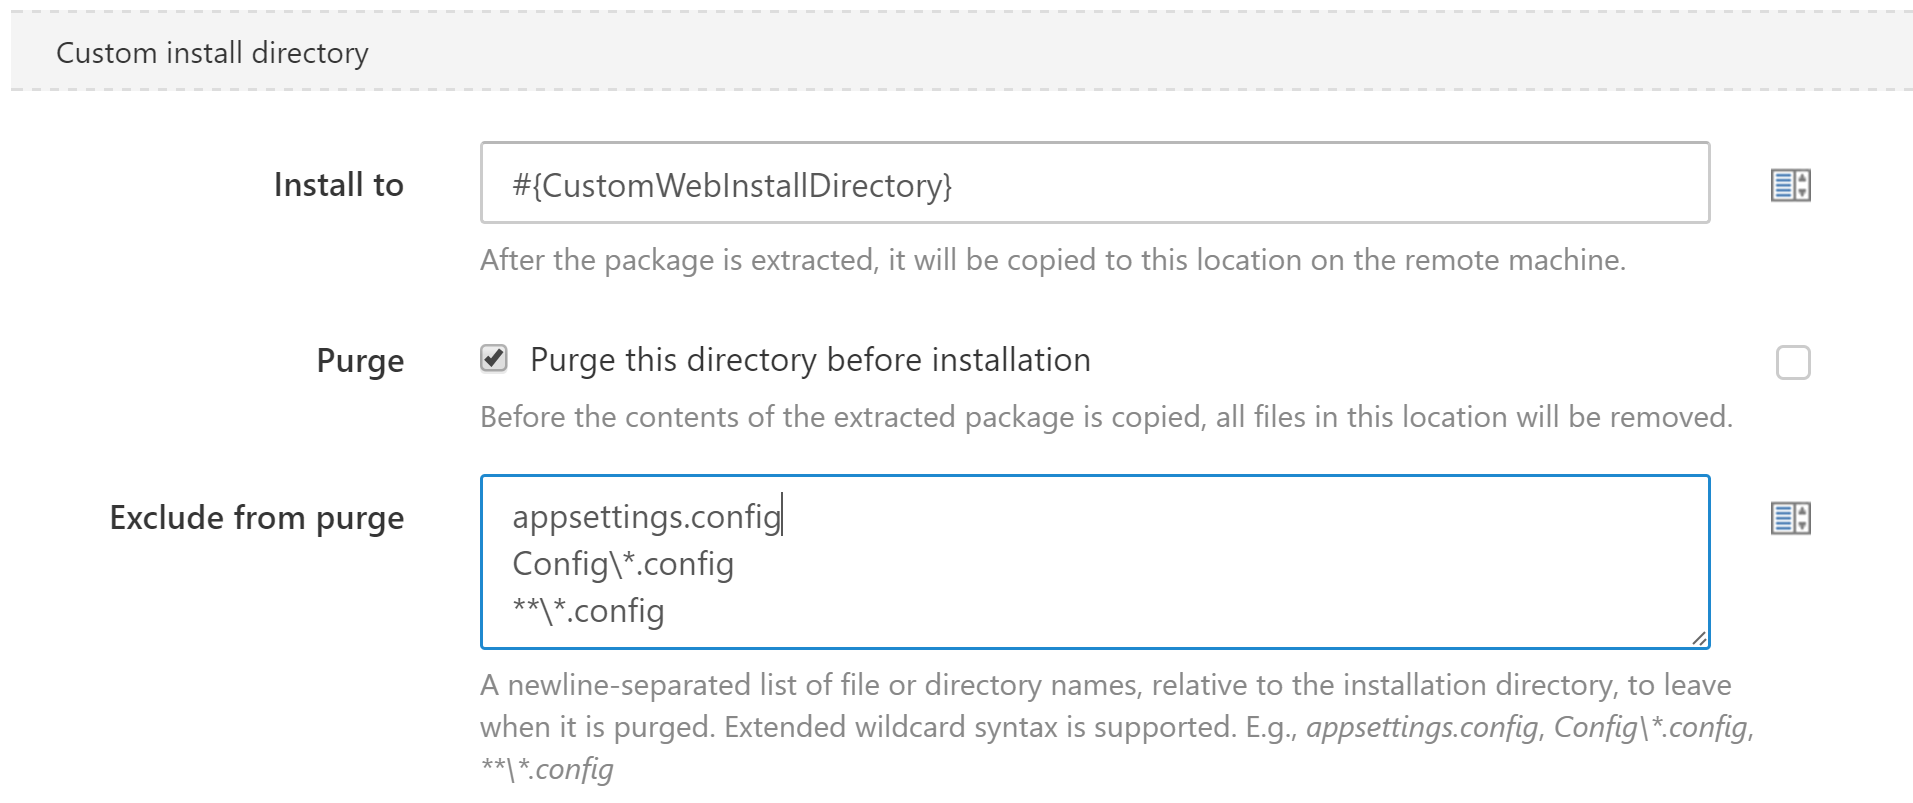 Custom install directory
Install to
#{CustomWebInstallDirectory}
After the package is extracted, it will be copied to this location on the remote machine.
Purge
Purge this directory before installation
Before the contents of the extracted package is copied, all files in this location will be removed.
Exclude from purge
appsettings.config
Config\*.config
**\*.config
A newline-separated list of file or directory names, relative to the installation directory, to leave
when it is purged. Extended wildcard syntax is supported. E.g., appsettings.config, Config\*.config,
**\*.config